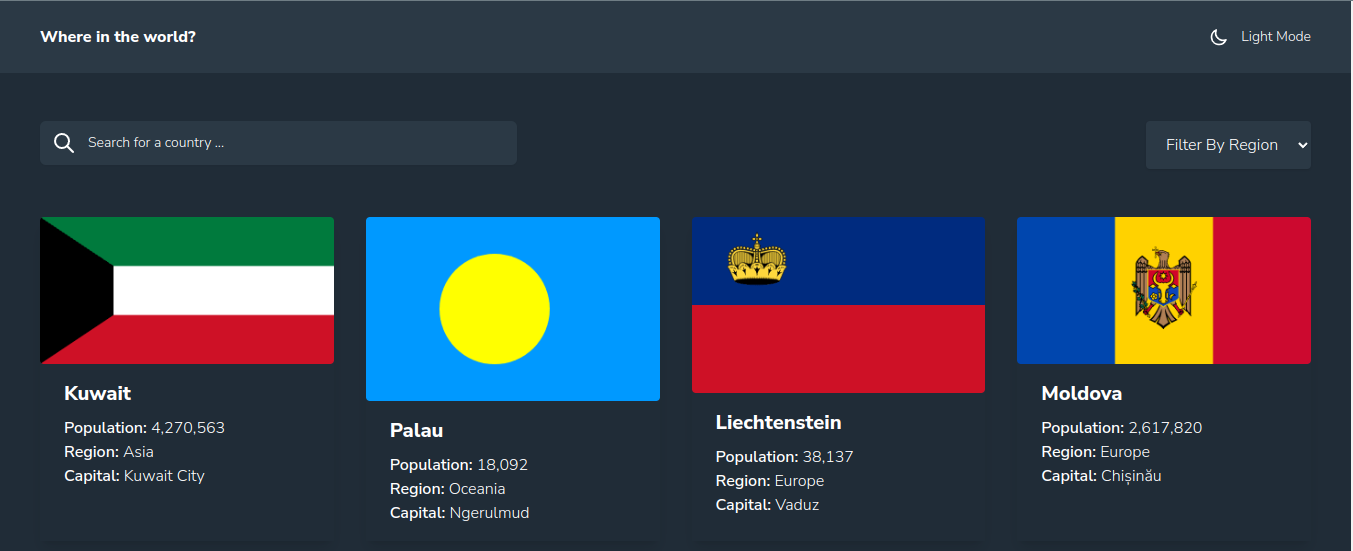 Where in the world?
Light Mode
Search for a country ...
Filter By Region
Kuwait
Population: 4,270,563
Region: Asia
Capital: Kuwait City
Palau
Population: 18,092
Region: Oceania
Capital: Ngerulmud
Liechtenstein
Population: 38,137
Region: Europe
Capital: Vaduz
Moldova
Population: 2,617,820
Region: Europe
Capital: Chișinău